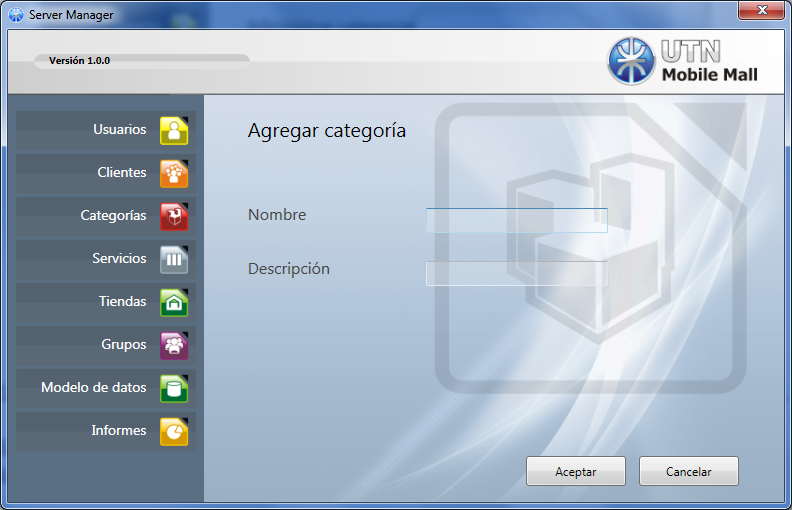 Server Manager
Versión 1.0.0
UTN
Mobile Mall
Usuarios
Clientes
Categorías
Servicios
Tiendas
Grupos
Modelo de datos
Informes
Agregar categoría
Nombre
Descripción
Aceptar
Cancelar